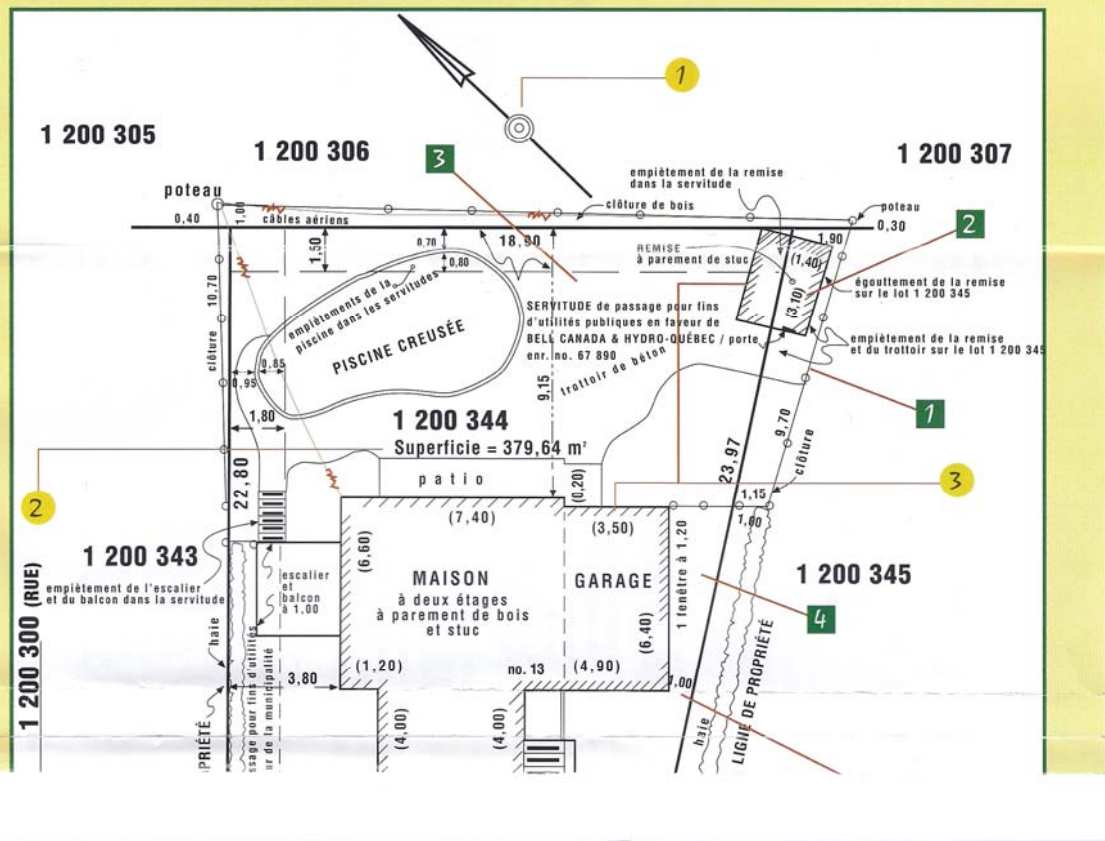 1
1 200 305
1 200 306
3
1 200 307
empiètement de la remise
dans la servitude
poteau
clôture de bois
poteau
0,40
1,00
câbles aériens
0,30
2
1,50
0,70
18,90
1,90
REMISE
à parement de stuc
(1,40)
0,80
10,70
empiètements de la
piscine dans les servitudes
(3,10)
égouttement de la remise
sur le lot 1 200 345
SERVITUDE de passage pour fins
d'utilités publiques en faveur de
BELL CANADA & HYDRO-QUÉBEC / porte
enr. no. 67 890
clôture
PISCINE CREUSÉE
empiètement de la remise
et du trottoir sur le lot 1 200 345
trottoir de béton
0,85
0,95
9,15
1,80
1 200 344
Superficie = 379,64 m²
1
9,70
clôture
23,97
2
22,80
patio
(0,20)
3
1,15
1,00
(7,40)
(3,50)
1 200 343
empiètement de l'escalier
et du balcon dans la servitude
escalier
et
balcon
à 1,00
(6,60)
MAISON
à deux étages
à parement de bois
et stuc
GARAGE
1 fenêtre à 1,20
1 200 345
4
(6,40)
1 200 300 (RUE)
haie
3,80
(1,20)
no. 13
(4,90)
1,00
PRIÉTÉ
ssage pour fins d'utilités
ur de la municipalité
(4,00)
(4,00)
haie
LIGNE DE PROPRIÉTÉ